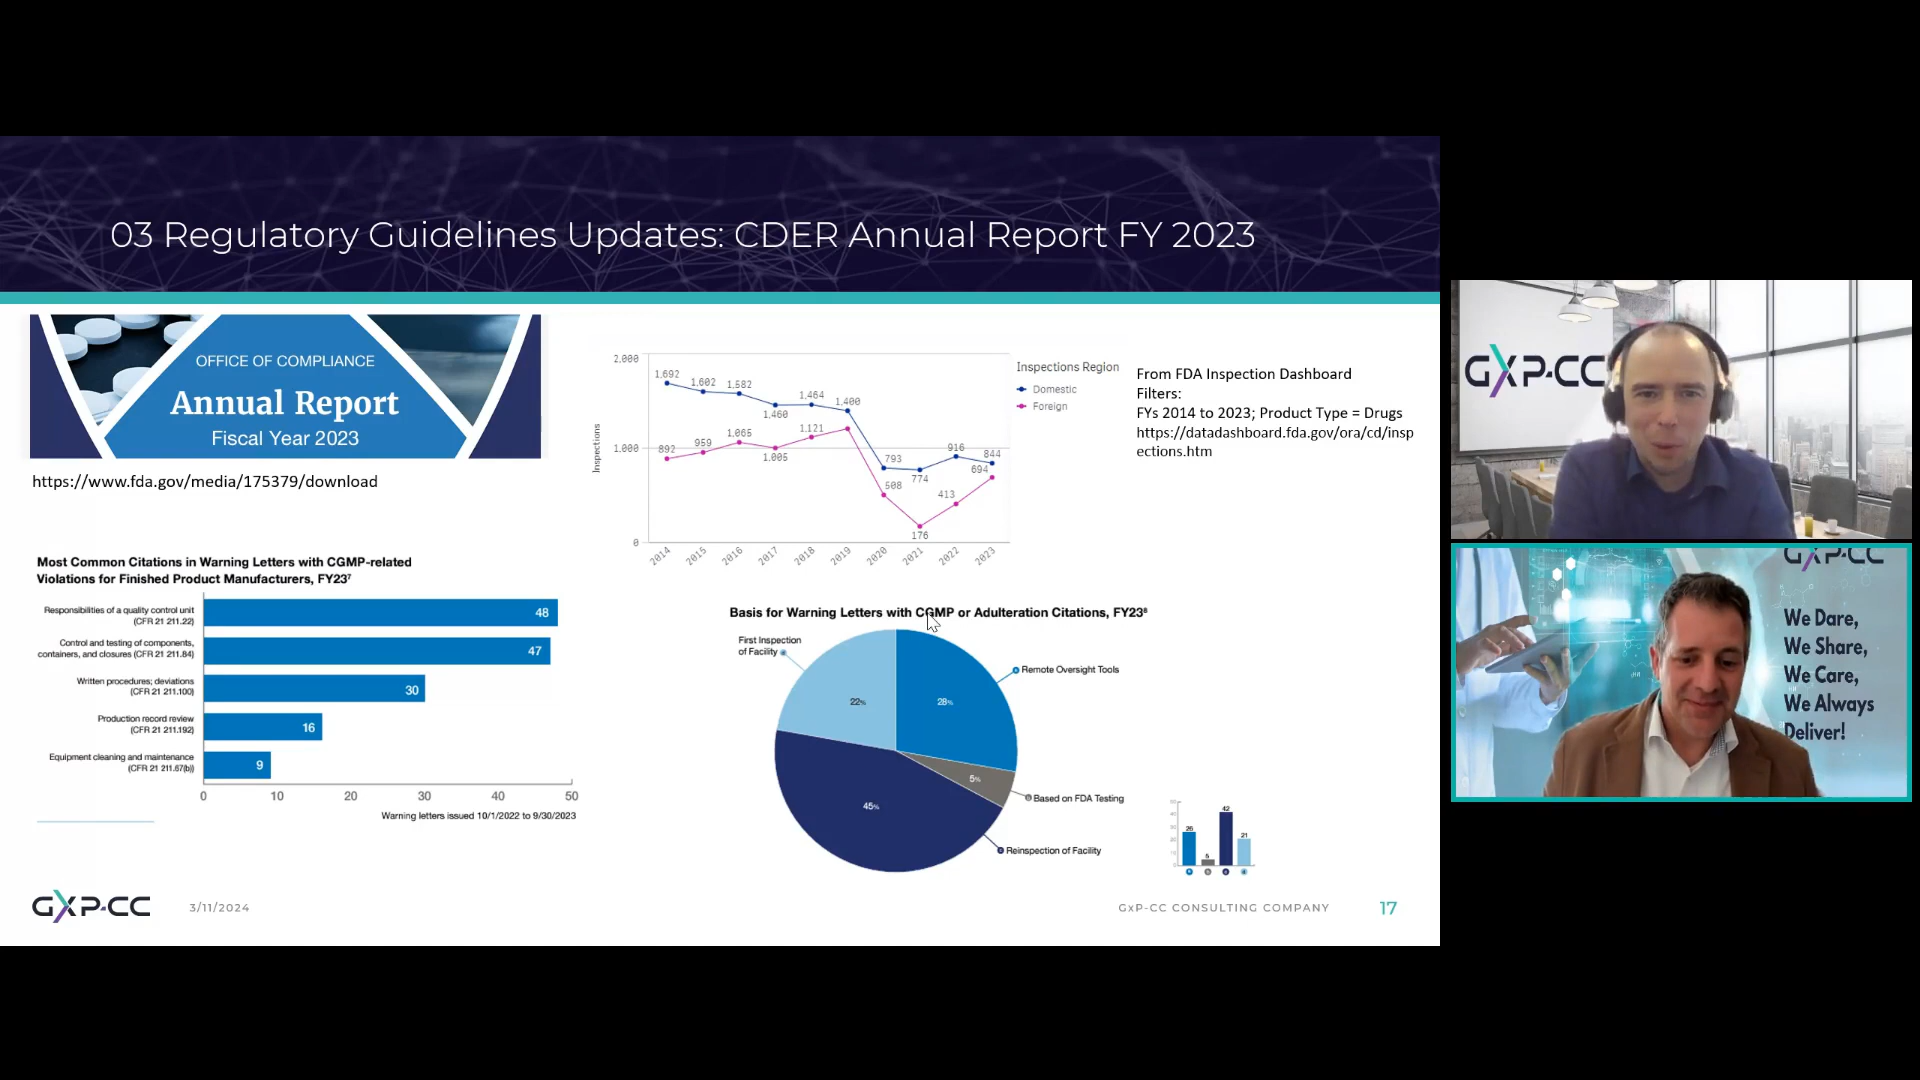 03 Regulatory Guidelines Updates: CDER Annual Report FY 2023
OFFICE OF COMPLIANCE
Annual Report
Fiscal Year 2023
https://www.fda.gov/media/175379/download
2,000
1,000
0
Inspections
1,692
1,602
1,582
1,460
1,464
1,400
793
774
916
844
892
959
1,065
1,005
1,121
508
176
413
694
2014
2015
2016
2017
2018
2019
2020
2021
2022
2023
Inspections Region
Domestic
Foreign
From FDA Inspection Dashboard
Filters:
FYs 2014 to 2023; Product Type = Drugs
https://datadashboard.fda.gov/ora/cd/insp
ections.htm
Most Common Citations in Warning Letters with CGMP-related
Violations for Finished Product Manufacturers, FY23⁷
Responsibilities of a quality control unit
(CFR 21 211.22)
48
Control and testing of components,
containers, and closures (CFR 21 211.84)
47
Written procedures; deviations
(CFR 21 211.100)
30
Production record review
(CFR 21 211.192)
16
Equipment cleaning and maintenance
(CFR 21 211.67(b))
9
0 10 20 30 40 50
Warning letters issued 10/1/2022 to 9/30/2023
Basis for Warning Letters with CGMP or Adulteration Citations, FY23⁸
First Inspection
of Facility
22%
Remote Oversight Tools
28%
Based on FDA Testing
5%
Reinspection of Facility
45%
26
5
42
21
GXP-CC
3/11/2024
GxP-CC CONSULTING COMPANY
17
GXP-CC
GXP-CC
We Dare,
We Share,
We Care,
We Always
Deliver!